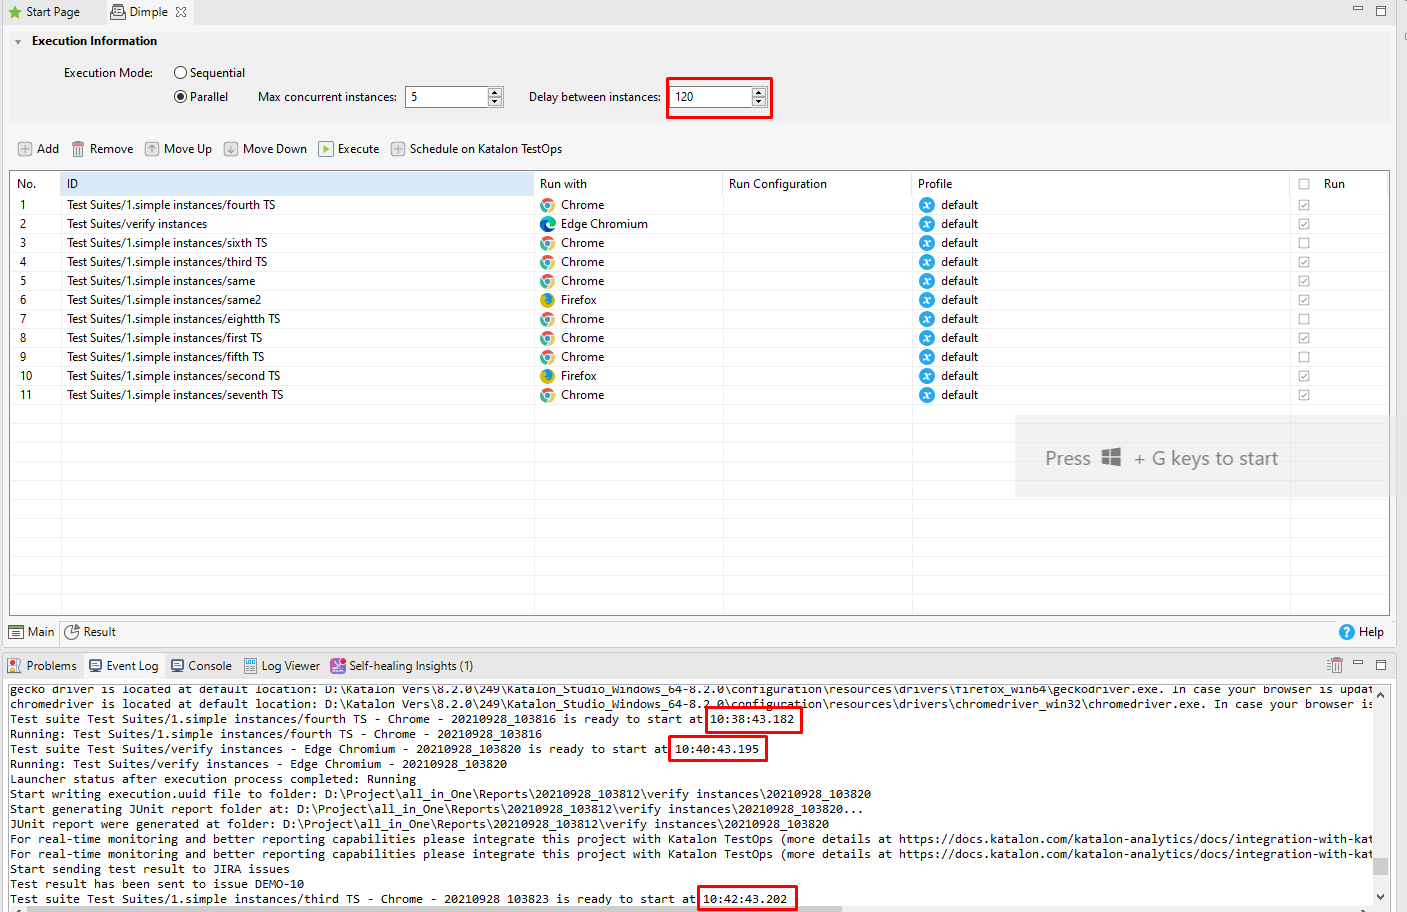 Start Page
Dimple
Execution Information
Execution Mode:
Sequential
Parallel
Max concurrent instances: 5
Delay between instances: 120
Add
Remove
Move Up
Move Down
Execute
Schedule on Katalon TestOps
No. ID Run with Run Configuration Profile Run
1 Test Suites/1.simple instances/fourth TS Chrome default
2 Test Suites/verify instances Edge Chromium default
3 Test Suites/1.simple instances/sixth TS Chrome default
4 Test Suites/1.simple instances/third TS Chrome default
5 Test Suites/1.simple instances/same Chrome default
6 Test Suites/1.simple instances/same2 Firefox default
7 Test Suites/1.simple instances/eightth TS Chrome default
8 Test Suites/1.simple instances/first TS Chrome default
9 Test Suites/1.simple instances/fifth TS Chrome default
10 Test Suites/1.simple instances/second TS Firefox default
11 Test Suites/1.simple instances/seventh TS Chrome default
Press + G keys to start
Main
Result
Help
Problems
Event Log
Console
Log Viewer
Self-healing Insights (1)
gecko driver is located at default location: D:\Katalon Vers\8.2.0\249\Katalon_Studio_Windows_64-8.2.0\configuration\resources\drivers\firefox_win64\geckodriver.exe. In case your browser is updat
chromedriver is located at default location: D:\Katalon Vers\8.2.0\249\Katalon_Studio_Windows_64-8.2.0\configuration\resources\drivers\chromedriver_win32\chromedriver.exe. In case your browser is
Test suite Test Suites/1.simple instances/fourth TS - Chrome - 20210928_103816 is ready to start at 10:38:43.182
Running: Test Suites/1.simple instances/fourth TS - Chrome - 20210928_103816
Test suite Test Suites/verify instances - Edge Chromium - 20210928_103820 is ready to start at 10:40:43.195
Running: Test Suites/verify instances - Edge Chromium - 20210928_103820
Launcher status after execution process completed: Running
Start writing execution.uuid file to folder: D:\Project\all_in_One\Reports\20210928_103812\verify instances\20210928_103820
Start generating JUnit report folder at: D:\Project\all_in_One\Reports\20210928_103812\verify instances\20210928_103820...
JUnit report were generated at folder: D:\Project\all_in_One\Reports\20210928_103812\verify instances\20210928_103820
For real-time monitoring and better reporting capabilities please integrate this project with Katalon TestOps (more details at https://docs.katalon.com/katalon-analytics/docs/integration-with-kat
For real-time monitoring and better reporting capabilities please integrate this project with Katalon TestOps (more details at https://docs.katalon.com/katalon-analytics/docs/integration-with-kat
Start sending test result to JIRA issues
Test result has been sent to issue DEMO-10
Test suite Test Suites/1.simple instances/third TS - Chrome - 20210928_103823 is ready to start at 10:42:43.202